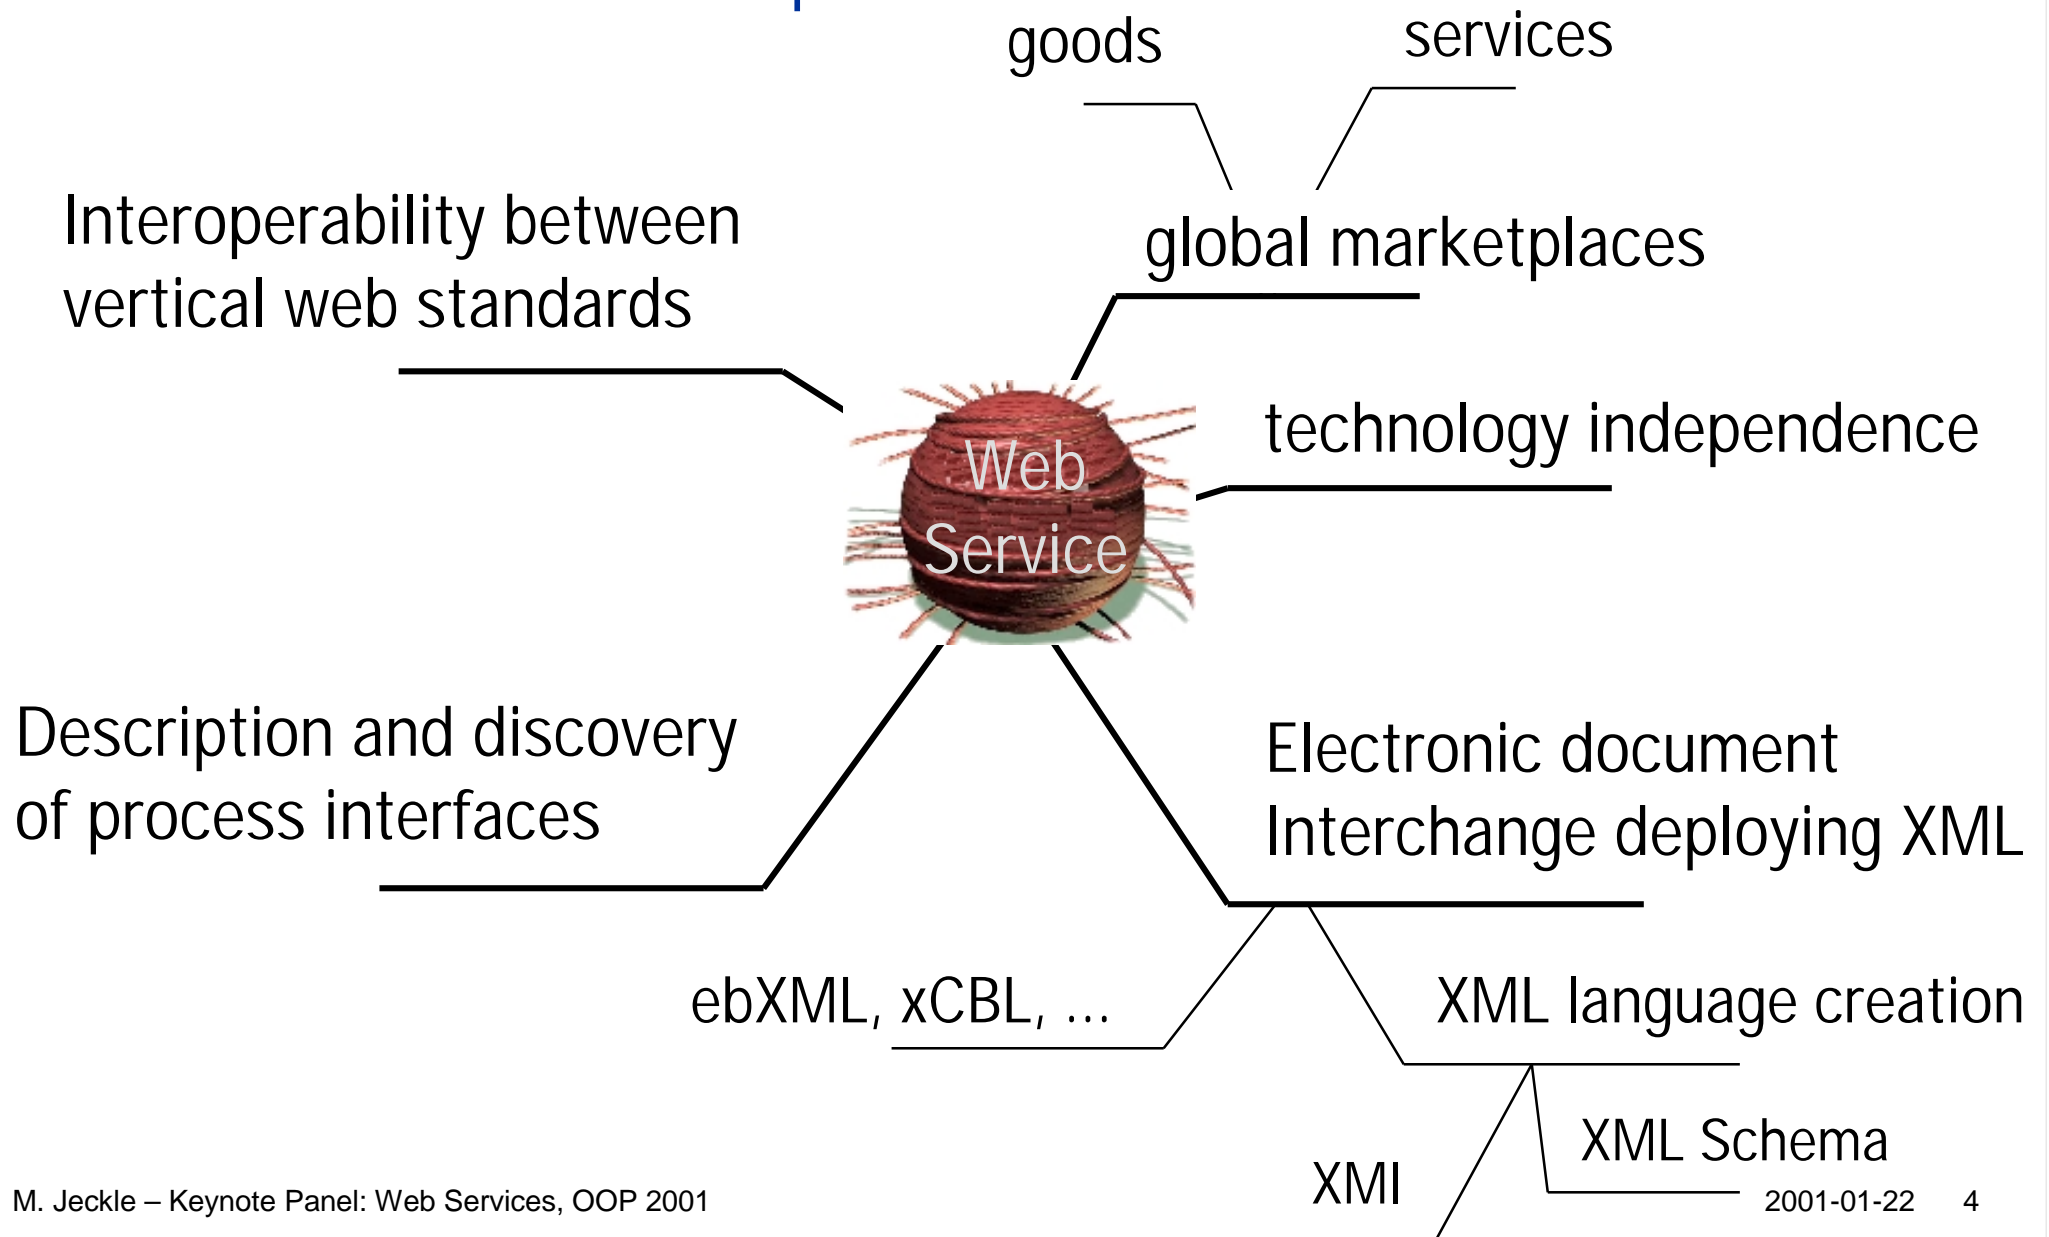 goods
services
Interoperability between
vertical web standards
global marketplaces
technology independence
Web
Service
Description and discovery
of process interfaces
Electronic document
Interchange deploying XML
ebXML, xCBL, ...
XML language creation
XML Schema
XMI
M. Jeckle – Keynote Panel: Web Services, OOP 2001
2001-01-22 4